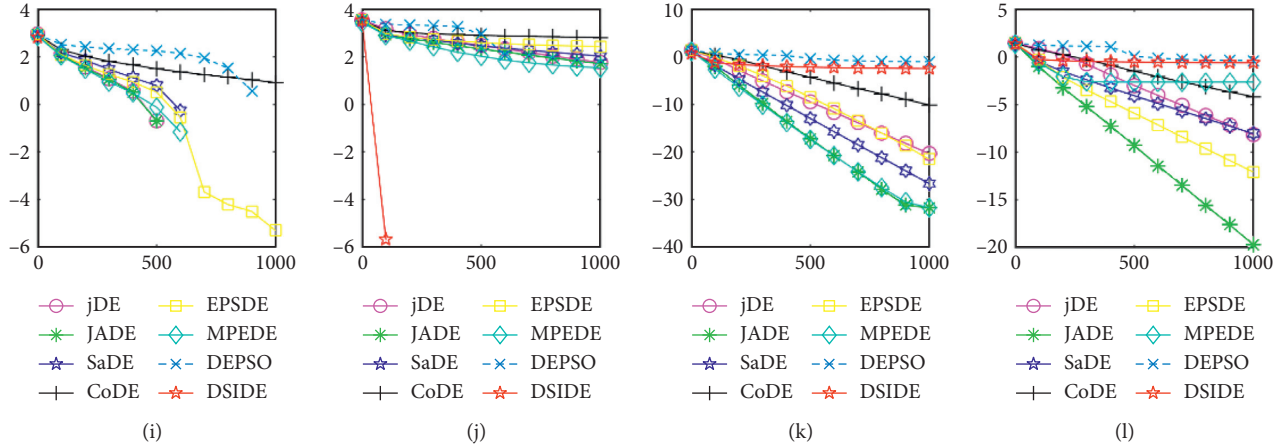 4
2
0
−2
−4
−6
0 500 1000
jDE EPSDE
JADE MPEDE
SaDE DEPSO
CoDE DSIDE
(i)
4
2
0
−2
−4
−6
0 500 1000
jDE EPSDE
JADE MPEDE
SaDE DEPSO
CoDE DSIDE
(j)
10
0
−10
−20
−30
−40
0 500 1000
jDE EPSDE
JADE MPEDE
SaDE DEPSO
CoDE DSIDE
(k)
5
0
−5
−10
−15
−20
0 500 1000
jDE EPSDE
JADE MPEDE
SaDE DEPSO
CoDE DSIDE
(l)